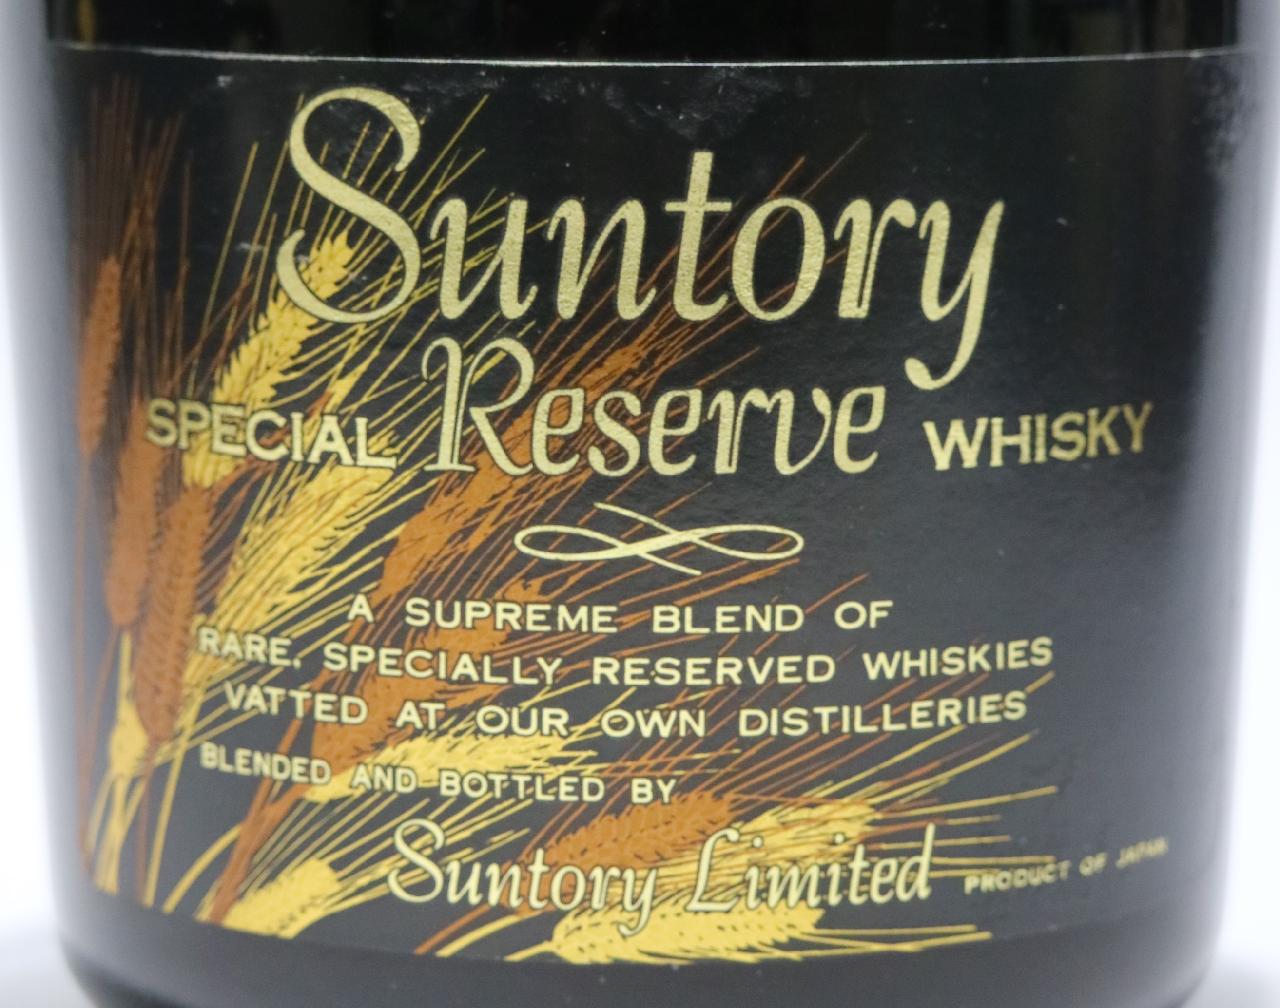 Suntory
SPECIAL Reserve WHISKY
A SUPREME BLEND OF
RARE, SPECIALLY RESERVED WHISKIES
VATTED AT OUR OWN DISTILLERIES
BLENDED AND BOTTLED BY
Suntory Limited PRODUCT OF JAPAN